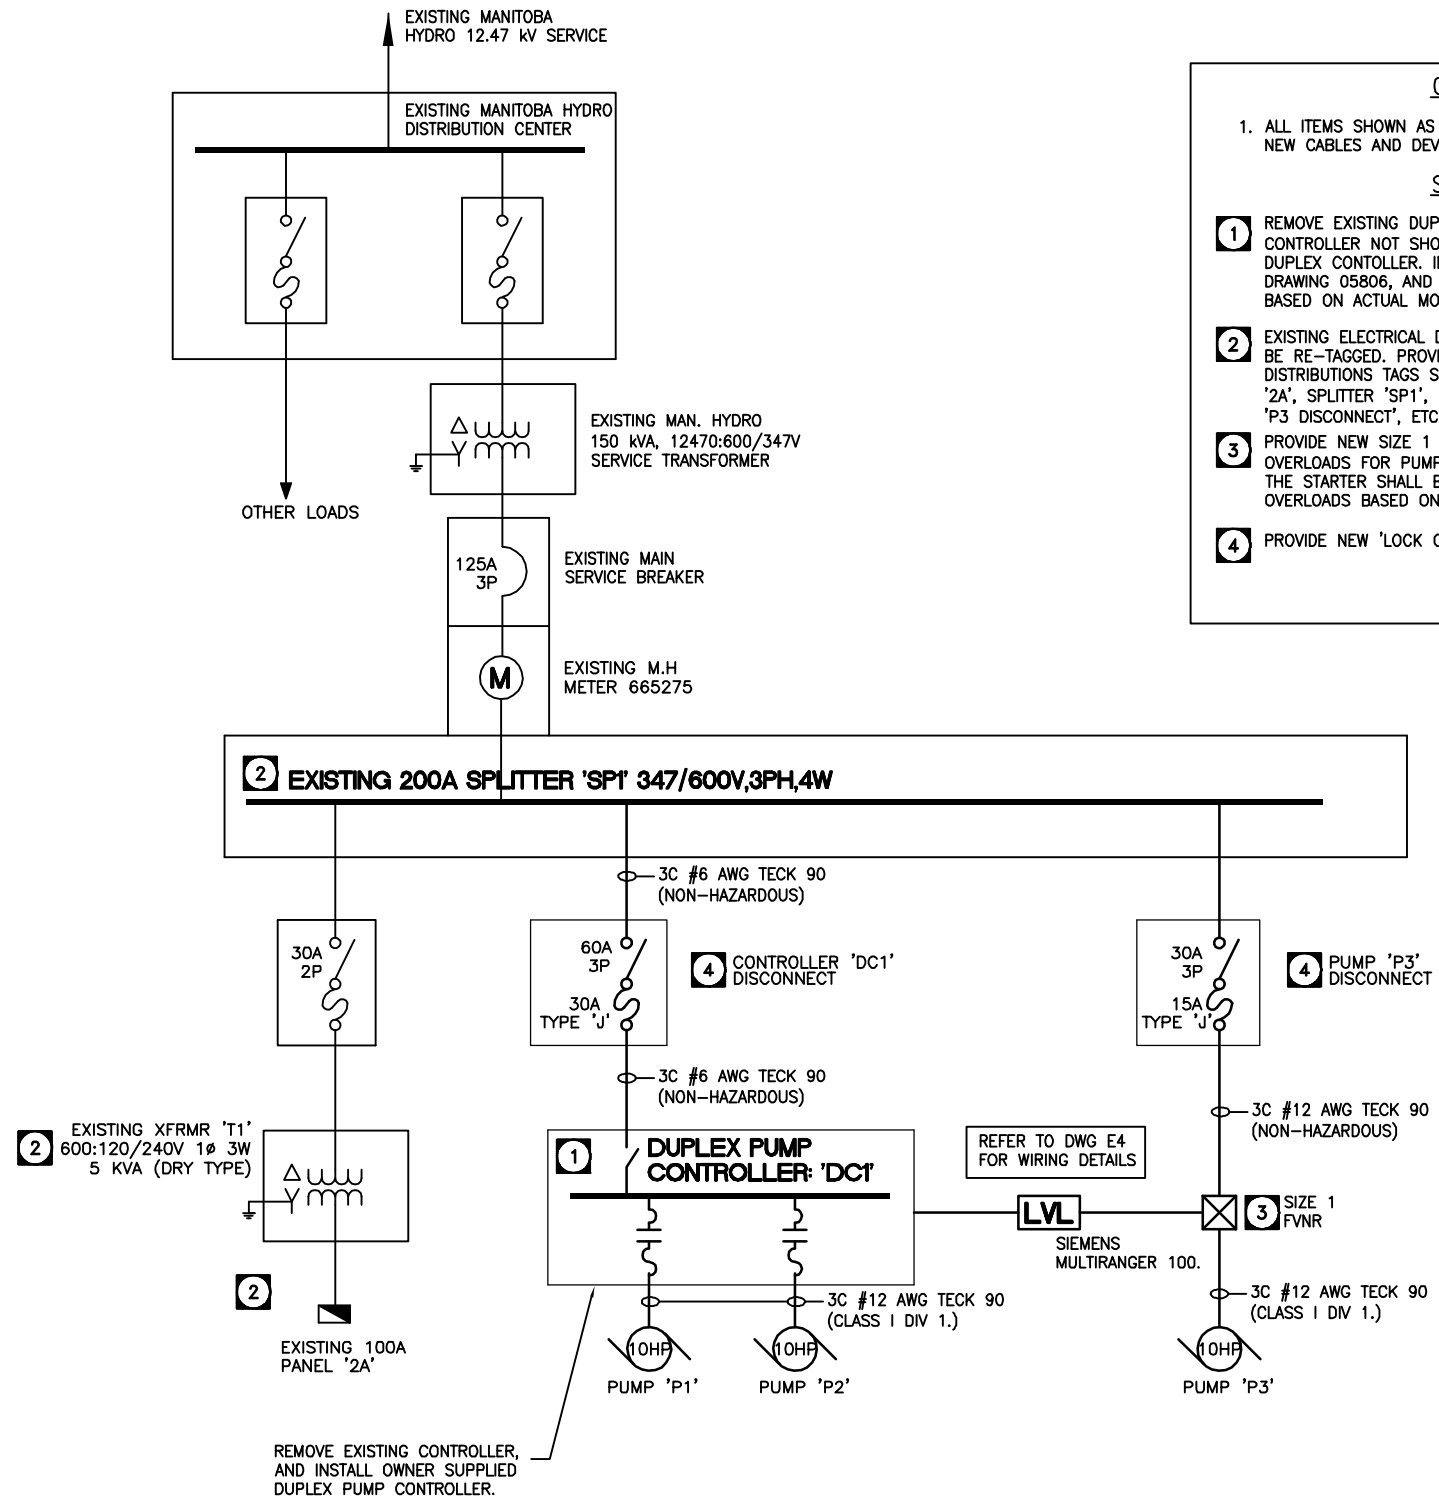 EXISTING MANITOBA
HYDRO 12.47 kV SERVICE
EXISTING MANITOBA HYDRO
DISTRIBUTION CENTER
OTHER LOADS
EXISTING MAN. HYDRO
150 kVA, 12470:600/347V
SERVICE TRANSFORMER
125A
3P
EXISTING MAIN
SERVICE BREAKER
M
EXISTING M.H
METER 665275
1. ALL ITEMS SHOWN AS
NEW CABLES AND DEV
1
REMOVE EXISTING DUP
CONTROLLER NOT SHO
DUPLEX CONTOLLER. I
DRAWING 05806, AND
BASED ON ACTUAL MO
2
EXISTING ELECTRICAL D
BE RE-TAGGED. PROVI
DISTRIBUTIONS TAGS S
'2A', SPLITTER 'SP1',
'P3 DISCONNECT', ETC
3
PROVIDE NEW SIZE 1
OVERLOADS FOR PUMP
THE STARTER SHALL B
OVERLOADS BASED ON
4
PROVIDE NEW 'LOCK O
2 EXISTING 200A SPLITTER 'SP1' 347/600V,3PH,4W
3C #6 AWG TECK 90
(NON-HAZARDOUS)
30A
2P
60A
3P
30A
TYPE 'J'
4 CONTROLLER 'DC1'
DISCONNECT
30A
3P
15A
TYPE 'J'
4 PUMP 'P3'
DISCONNECT
3C #6 AWG TECK 90
(NON-HAZARDOUS)
3C #12 AWG TECK 90
(NON-HAZARDOUS)
2
EXISTING XFRMR 'T1'
600:120/240V 1ø 3W
5 KVA (DRY TYPE)
1 DUPLEX PUMP
CONTROLLER: 'DC1'
REFER TO DWG E4
FOR WIRING DETAILS
LVL
SIEMENS
MULTIRANGER 100.
3 SIZE 1
FVNR
2
EXISTING 100A
PANEL '2A'
3C #12 AWG TECK 90
(CLASS I DIV 1.)
3C #12 AWG TECK 90
(CLASS I DIV 1.)
10HP
PUMP 'P1'
10HP
PUMP 'P2'
10HP
PUMP 'P3'
REMOVE EXISTING CONTROLLER,
AND INSTALL OWNER SUPPLIED
DUPLEX PUMP CONTROLLER.